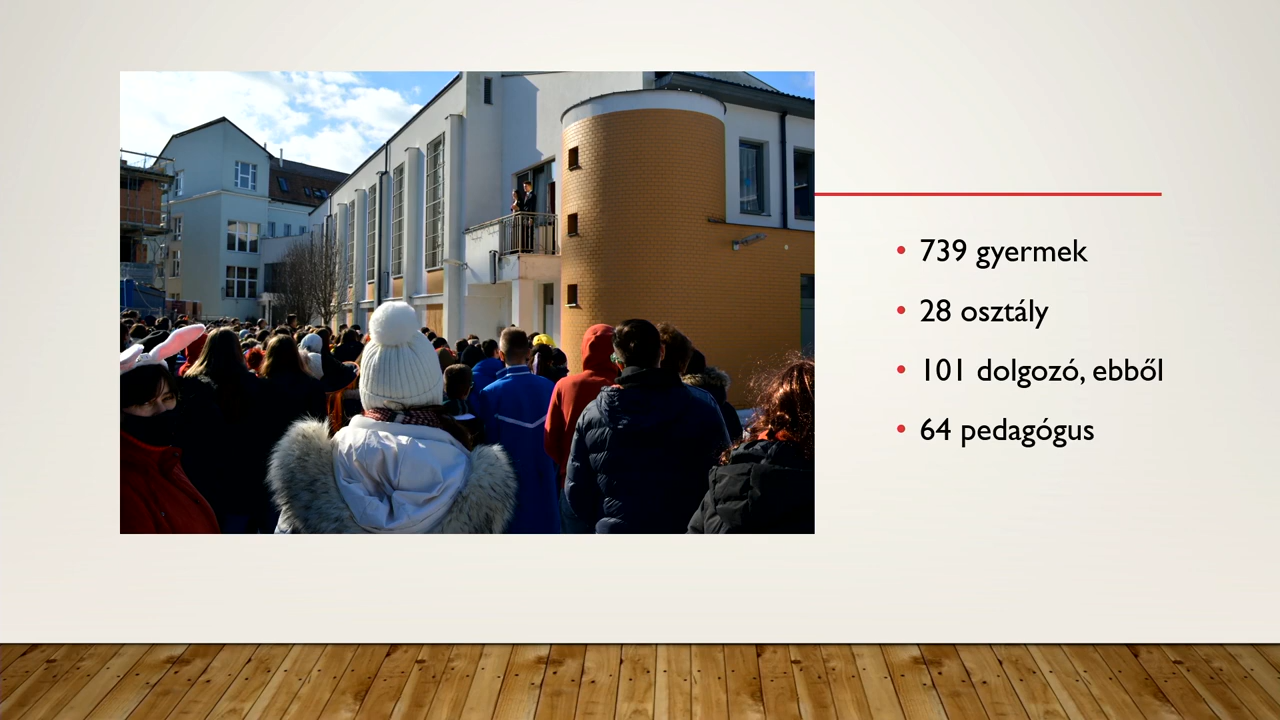 739 gyermek
28 osztály
101 dolgozó, ebből
64 pedagógus